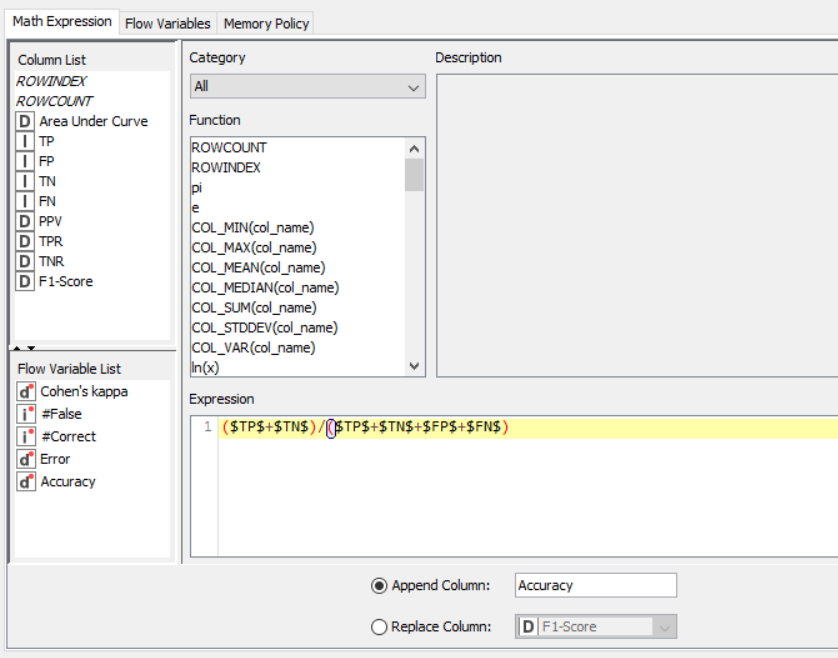 Math Expression Flow Variables Memory Policy
Column List
ROWINDEX
ROWCOUNT
D Area Under Curve
I TP
I FP
I TN
I FN
D PPV
D TPR
D TNR
D F1-Score
Flow Variable List
d Cohen's kappa
i #False
i #Correct
d Error
d Accuracy
Category
All
Function
ROWCOUNT
ROWINDEX
pi
e
COL_MIN(col_name)
COL_MAX(col_name)
COL_MEAN(col_name)
COL_MEDIAN(col_name)
COL_SUM(col_name)
COL_STDDEV(col_name)
COL_VAR(col_name)
ln(x)
Description
Expression
1 ($TP$+$TN$)/($TP$+$TN$+$FP$+$FN$)
Append Column: Accuracy
Replace Column: D F1-Score